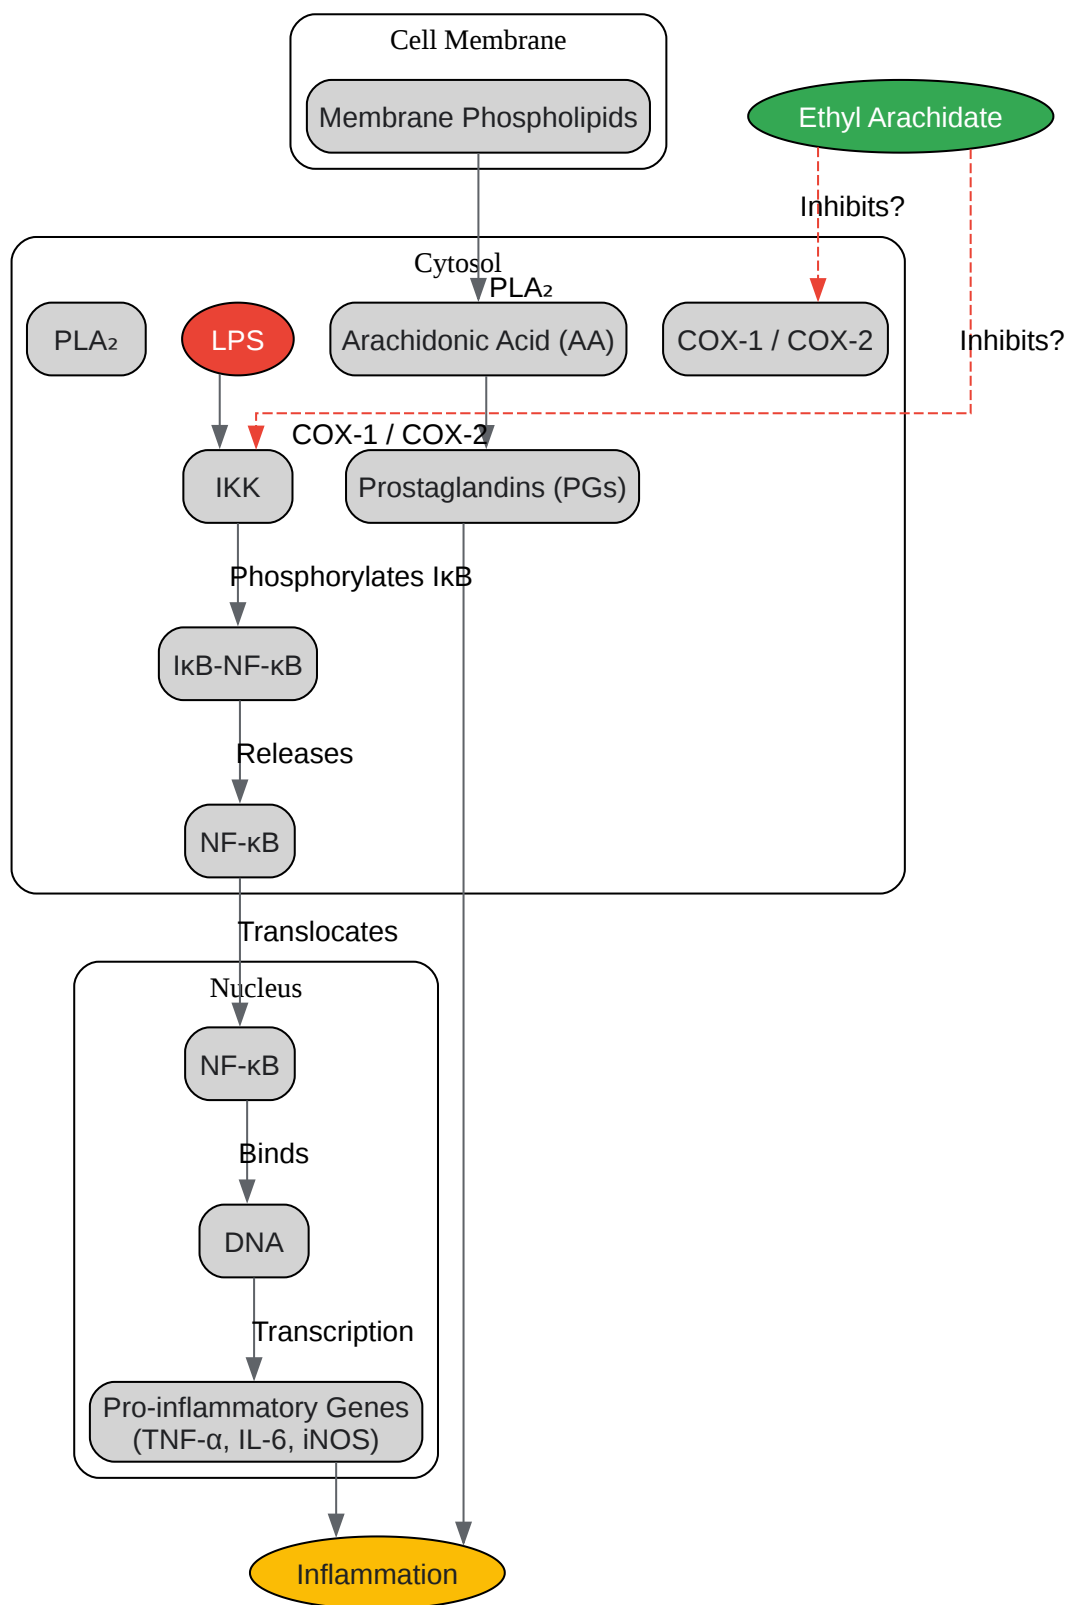 Cell Membrane
Membrane Phospholipids
Ethyl Arachidate
Inhibits?
Cytosol
PLA₂
PLA₂
LPS
Arachidonic Acid (AA)
COX-1 / COX-2
Inhibits?
COX-1 / COX-2
IKK
Prostaglandins (PGs)
Phosphorylates IκB
IκB-NF-κB
Releases
NF-κB
Translocates
Nucleus
NF-κB
Binds
DNA
Transcription
Pro-inflammatory Genes
(TNF-α, IL-6, iNOS)
Inflammation